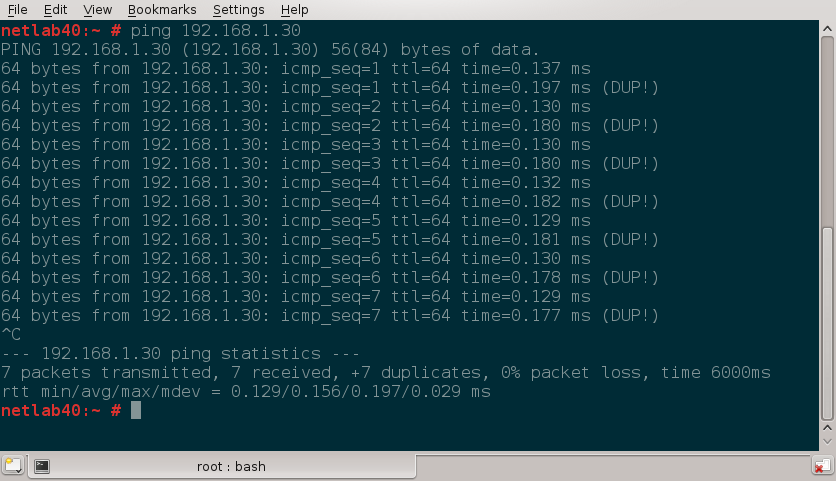 File Edit View Bookmarks Settings Help
netlab40:~ # ping 192.168.1.30
PING 192.168.1.30 (192.168.1.30) 56(84) bytes of data.
64 bytes from 192.168.1.30: icmp_seq=1 ttl=64 time=0.137 ms
64 bytes from 192.168.1.30: icmp_seq=1 ttl=64 time=0.197 ms (DUP!)
64 bytes from 192.168.1.30: icmp_seq=2 ttl=64 time=0.130 ms
64 bytes from 192.168.1.30: icmp_seq=2 ttl=64 time=0.180 ms (DUP!)
64 bytes from 192.168.1.30: icmp_seq=3 ttl=64 time=0.130 ms
64 bytes from 192.168.1.30: icmp_seq=3 ttl=64 time=0.180 ms (DUP!)
64 bytes from 192.168.1.30: icmp_seq=4 ttl=64 time=0.132 ms
64 bytes from 192.168.1.30: icmp_seq=4 ttl=64 time=0.182 ms (DUP!)
64 bytes from 192.168.1.30: icmp_seq=5 ttl=64 time=0.129 ms
64 bytes from 192.168.1.30: icmp_seq=5 ttl=64 time=0.181 ms (DUP!)
64 bytes from 192.168.1.30: icmp_seq=6 ttl=64 time=0.130 ms
64 bytes from 192.168.1.30: icmp_seq=6 ttl=64 time=0.178 ms (DUP!)
64 bytes from 192.168.1.30: icmp_seq=7 ttl=64 time=0.129 ms
64 bytes from 192.168.1.30: icmp_seq=7 ttl=64 time=0.177 ms (DUP!)
^C
--- 192.168.1.30 ping statistics ---
7 packets transmitted, 7 received, +7 duplicates, 0% packet loss, time 6000ms
rtt min/avg/max/mdev = 0.129/0.156/0.197/0.029 ms
netlab40:~ #
root : bash